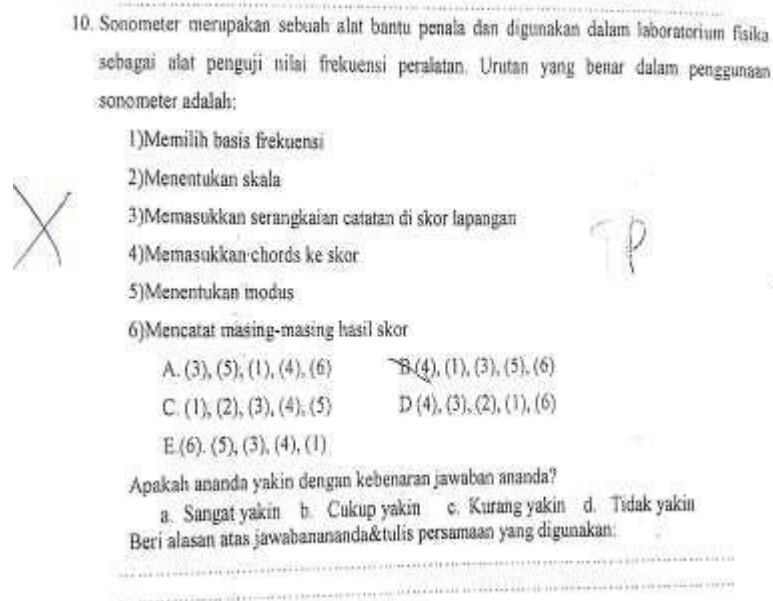 10. Sonometer merupakan sebuah alat bantu penala dan digunakan dalam laboratorium fisika
sebagai alat penguji nilai frekuensi peralatan. Urutan yang benar dalam penggunaan
sonometer adalah:
1)Memilih basis frekuensi
2)Menentukan skala
3)Memasukkan serangkaian catatan di skor lapangan
4)Memasukkan chords ke skor
5)Menentukan modus
6)Mencatat masing-masing hasil skor
TP
A. (3), (5), (1), (4), (6) B.(4), (1), (3), (5), (6)
C. (1), (2), (3), (4), (5) D (4), (3), (2), (1), (6)
E.(6). (5), (3), (4), (1)
Apakah ananda yakin dengan kebenaran jawaban ananda?
a. Sangat yakin b. Cukup yakin c. Kurang yakin d. Tidak yakin
Beri alasan atas jawabanananda&tulis persamaan yang digunakan: